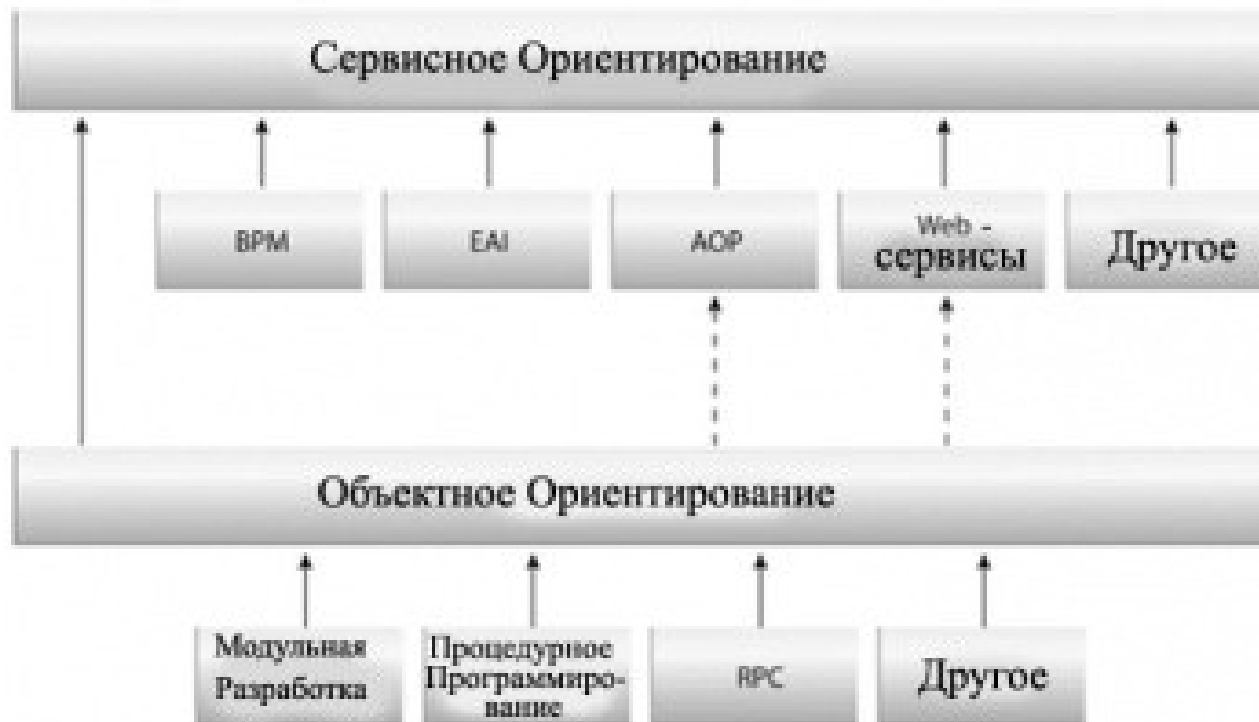 Сервисное Ориентирование
BPM
EAI
AOP
Web -
сервисы
Другое
Объектное Ориентирование
Модульная
Разработка
Процедурное
Программиро-
вание
RPC
Другое